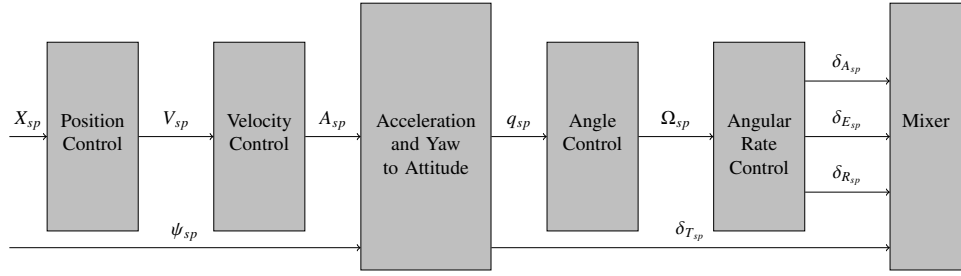 X_sp
Position
Control
V_sp
Velocity
Control
A_sp
Acceleration
and Yaw
to Attitude
q_sp
Angle
Control
Ω_sp
Angular
Rate
Control
δ_A_sp
δ_E_sp
δ_R_sp
Mixer
ψ_sp
δ_T_sp